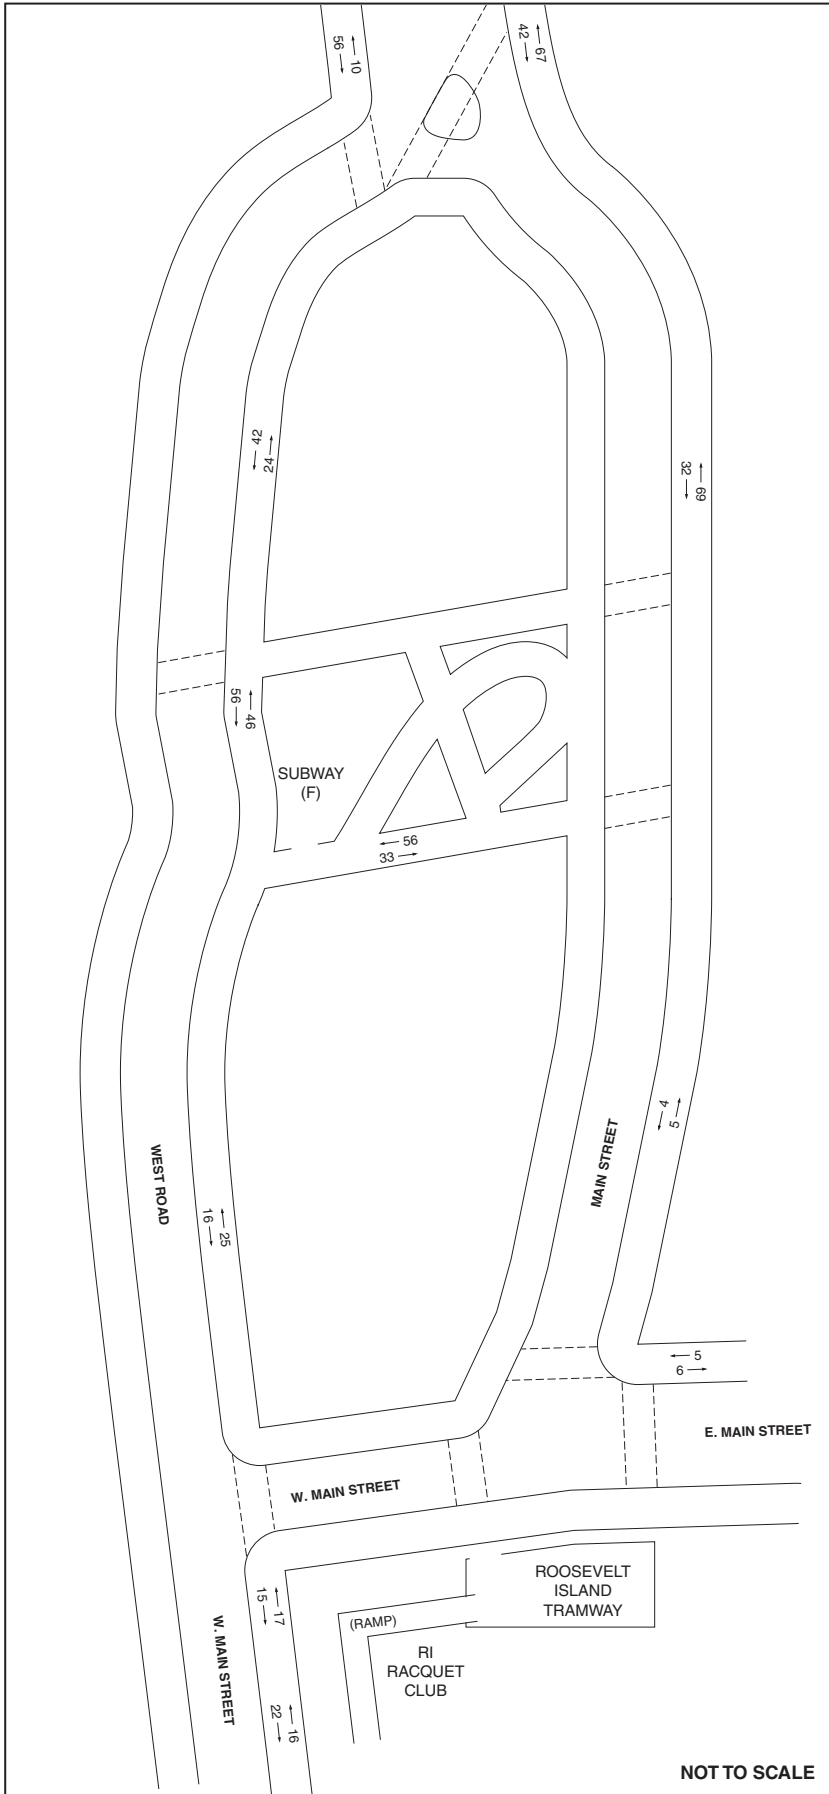 10
56
67
42
42
24
69
32
56
46
SUBWAY
(F)
56
33
4
5
WEST ROAD
MAIN STREET
25
16
5
6
E. MAIN STREET
W. MAIN STREET
ROOSEVELT
ISLAND
TRAMWAY
17
15
(RAMP)
W. MAIN STREET
RI
RACQUET
CLUB
16
22
NOT TO SCALE